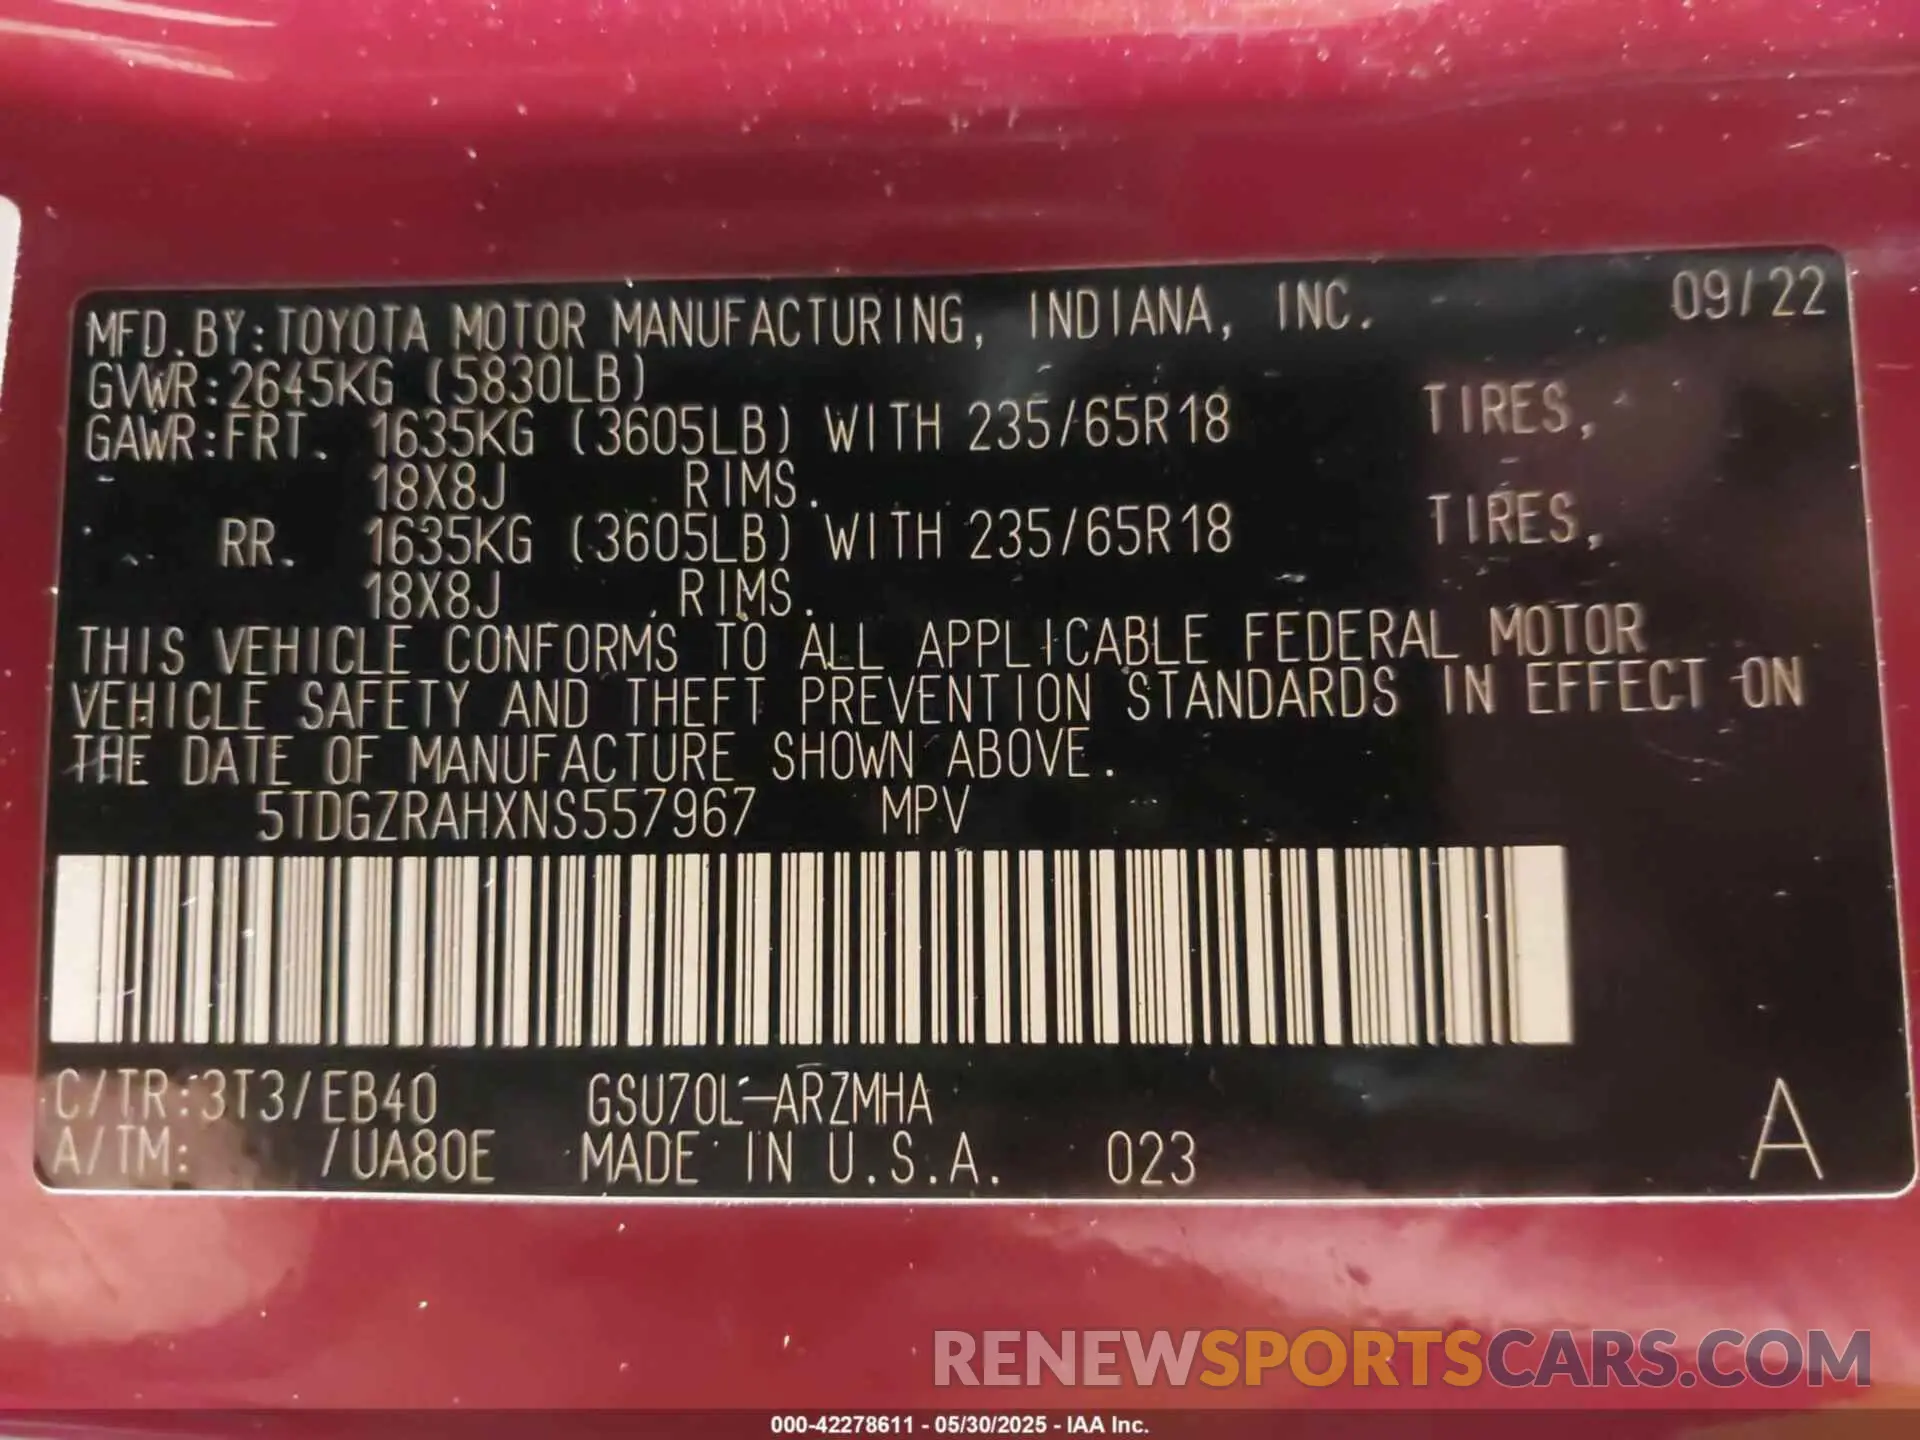 MFD.BY:TOYOTA MOTOR MANUFACTURING, INDIANA, INC. 09/22
GVWR:2645KG (5830LB)
GAWR:FRT. 1635KG (3605LB) WITH 235/65R18 TIRES,
18X8J RIMS.
RR. 1635KG (3605LB) WITH 235/65R18 TIRES,
18X8J RIMS.
THIS VEHICLE CONFORMS TO ALL APPLICABLE FEDERAL MOTOR
VEHICLE SAFETY AND THEFT PREVENTION STANDARDS IN EFFECT ON
THE DATE OF MANUFACTURE SHOWN ABOVE.
5TDGZRAHXNS557967 MPV
C/TR:3T3/EB40 GSU70L-ARZMHA
A/TM: /UA80E MADE IN U.S.A. 023 A
RENEWSPORTSCARS.COM
000-42278611 - 05/30/2025 - IAA Inc.